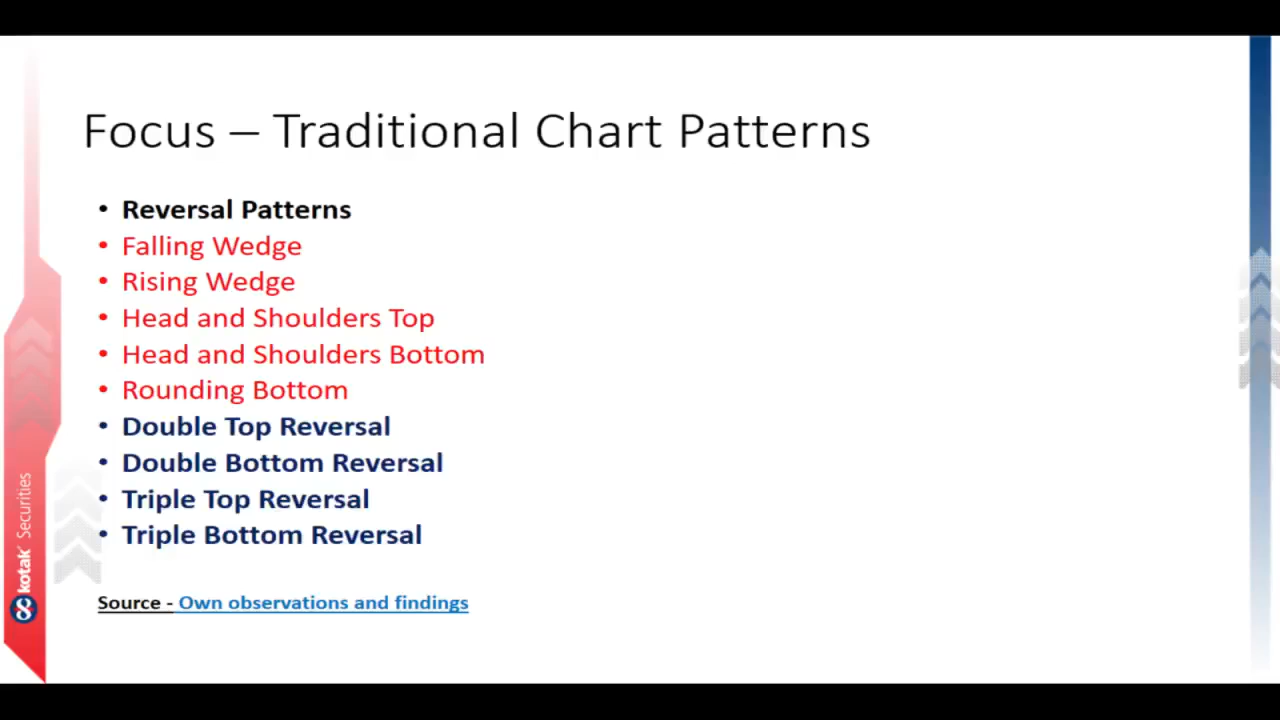 Focus – Traditional Chart Patterns
• Reversal Patterns
• Falling Wedge
• Rising Wedge
• Head and Shoulders Top
• Head and Shoulders Bottom
• Rounding Bottom
• Double Top Reversal
• Double Bottom Reversal
• Triple Top Reversal
• Triple Bottom Reversal
Source - Own observations and findings
kotak Securities